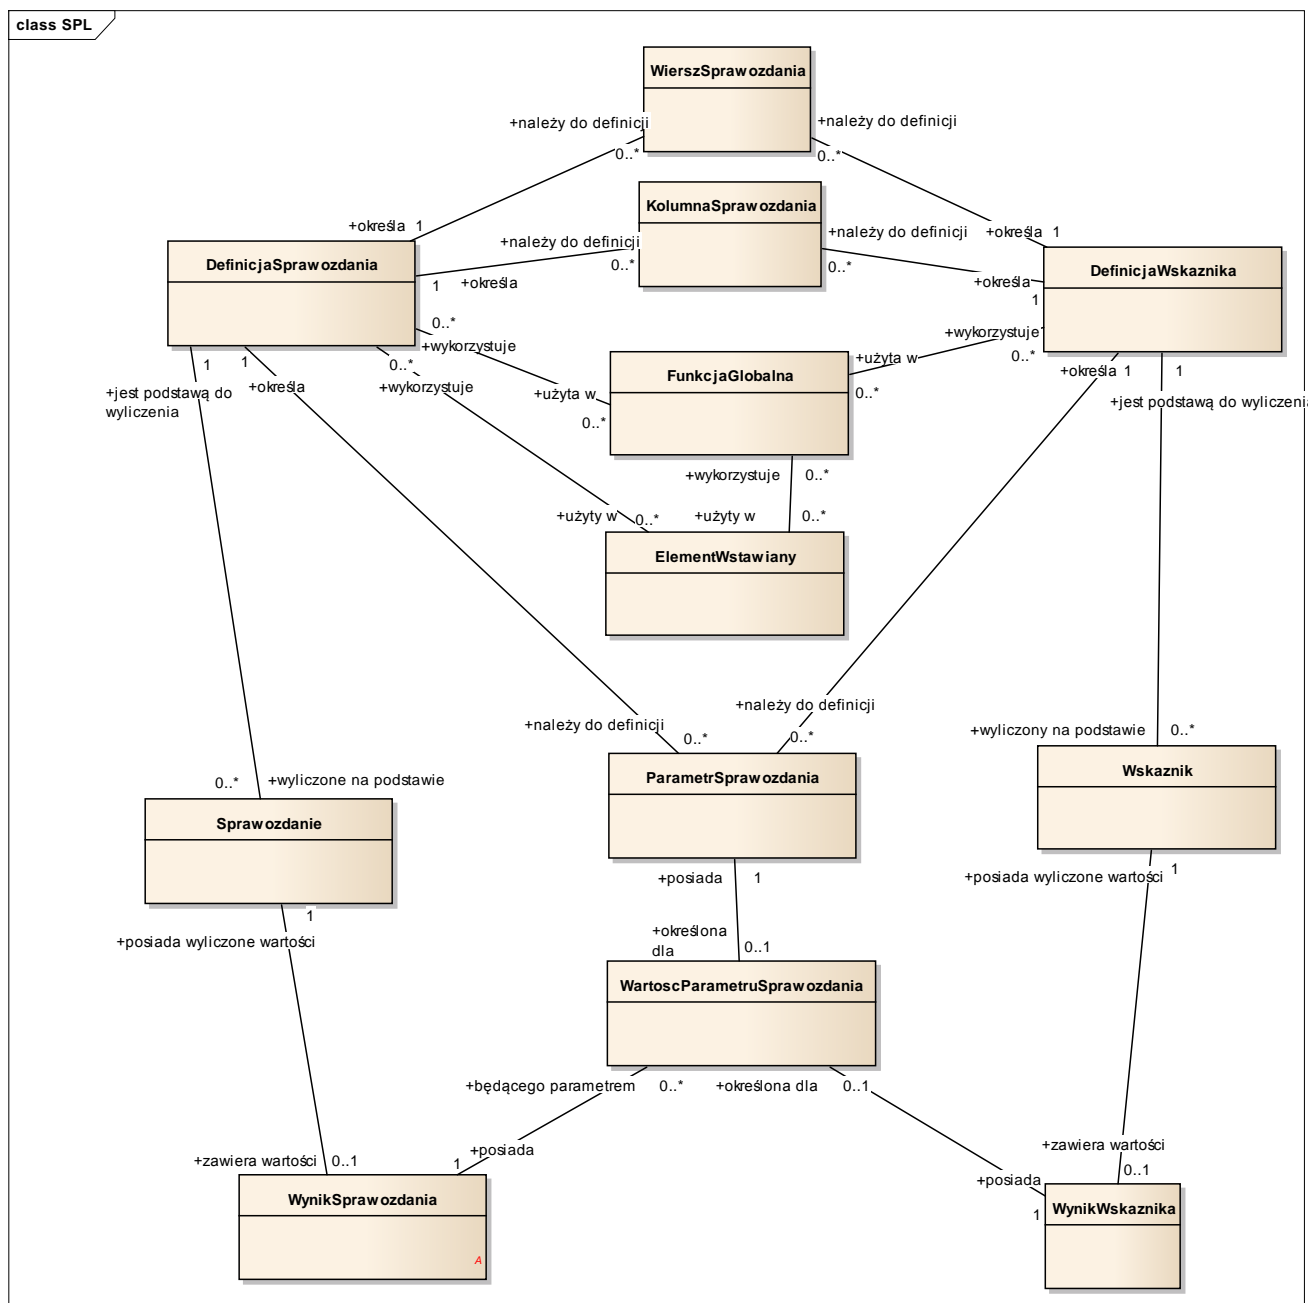 class SPL
WierszSprawozdania
+należy do definicji
+należy do definicji
0..*
0..*
KolumnaSprawozdania
+określa 1
+należy do definicji
+należy do definicji
+określa 1
0..*
0..*
DefinicjaSprawozdania
DefinicjaWskaznika
1 +określa
+określa
1
0..*
+wykorzystuje
+wykorzystuje
0..*
+użyta w
0..*
FunkcjaGlobalna
1
1
0..*
+określa
+wykorzystuje
+określa 1
1
+jest podstawą do
wyliczenia
+użyta w
0..*
0..*
+jest podstawą do wyliczenia
+wykorzystuje 0..*
+użyty w 0..*
+użyty w 0..*
ElementWstawiany
+należy do definicji
+należy do definicji
0..*
0..*
+wyliczony na podstawie 0..*
ParametrSprawozdania
Wskaznik
0..* +wyliczone na podstawie
Sprawozdanie
+posiada 1
+posiada wyliczone wartości 1
1
+posiada wyliczone wartości
+określona
dla
0..1
WartoscParametruSprawozdania
+będącego parametrem 0..*
+określona dla 0..1
+posiada
1
+zawiera wartości 0..1
+zawiera wartości
0..1
+posiada
1
WynikSprawozdania
WynikWskaznika
A